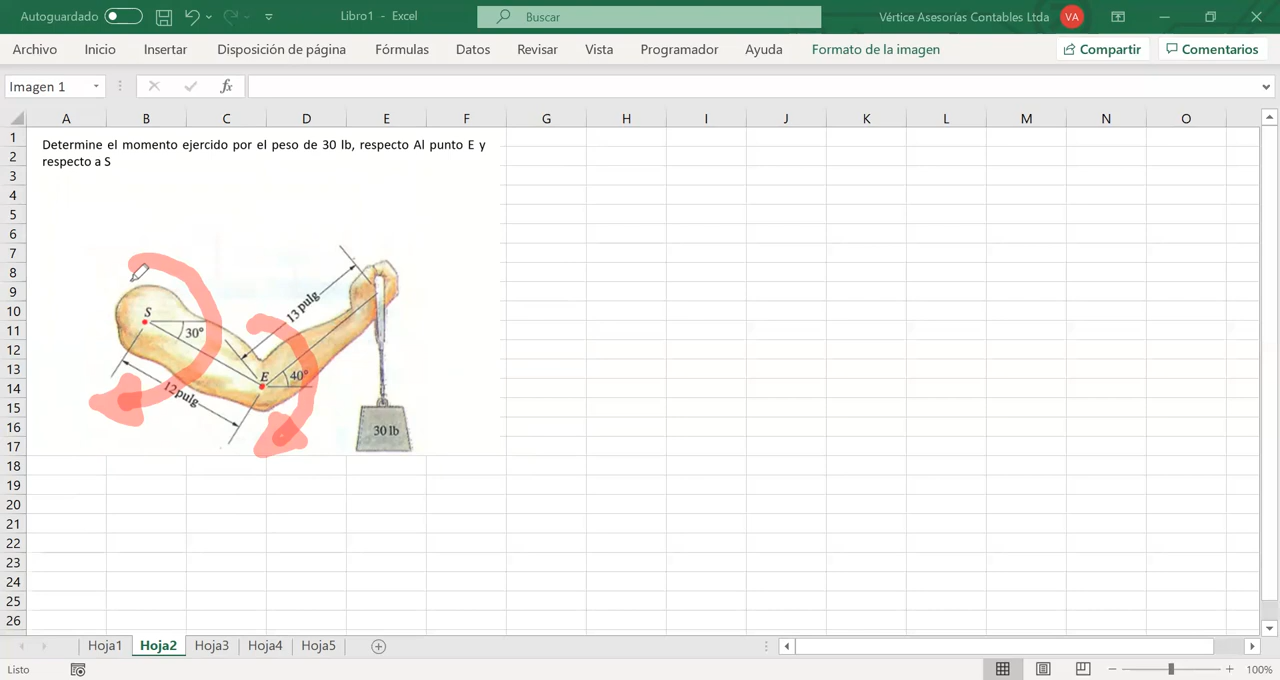 Autoguardado
Libro1 - Excel
Buscar
Vértice Asesorías Contables Ltda
VA
Archivo Inicio Insertar Disposición de página Fórmulas Datos Revisar Vista Programador Ayuda Formato de la imagen
Compartir
Comentarios
Imagen 1
fx
A B C D E F G H I J K L M N O
1
2
3
4
5
6
7
8
9
10
11
12
13
14
15
16
17
18
19
20
21
22
23
24
25
26
Determine el momento ejercido por el peso de 30 lb, respecto Al punto E y
respecto a S
S
30°
13 pulg
E
40°
12 pulg
30 lb
Hoja1 Hoja2 Hoja3 Hoja4 Hoja5
Listo
100%